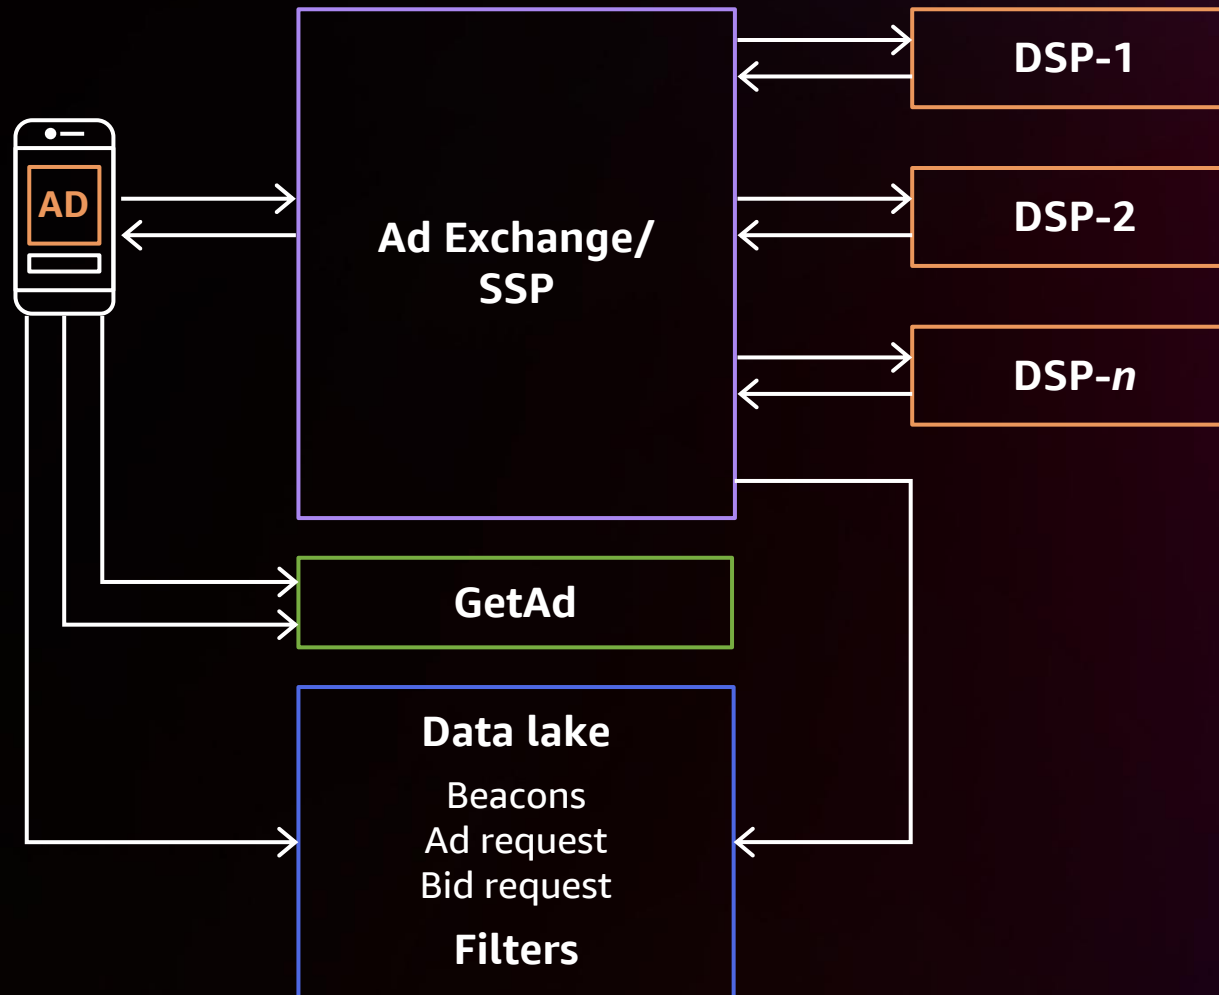 AD
Ad Exchange/
SSP
DSP-1
DSP-2
DSP-n
GetAd
Data lake
Beacons
Ad request
Bid request
Filters